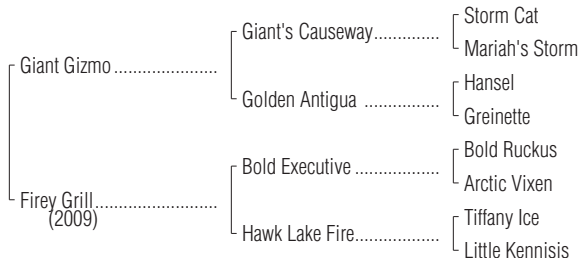 Storm Cat
Giant's Causeway..............
Mariah's Storm
Giant Gizmo......................
Hansel
Golden Antigua ................
Greinette
Bold Ruckus
Bold Executive ..................
Arctic Vixen
Firey Grill..........................
(2009)
Tiffany Ice
Hawk Lake Fire..................
Little Kennisis